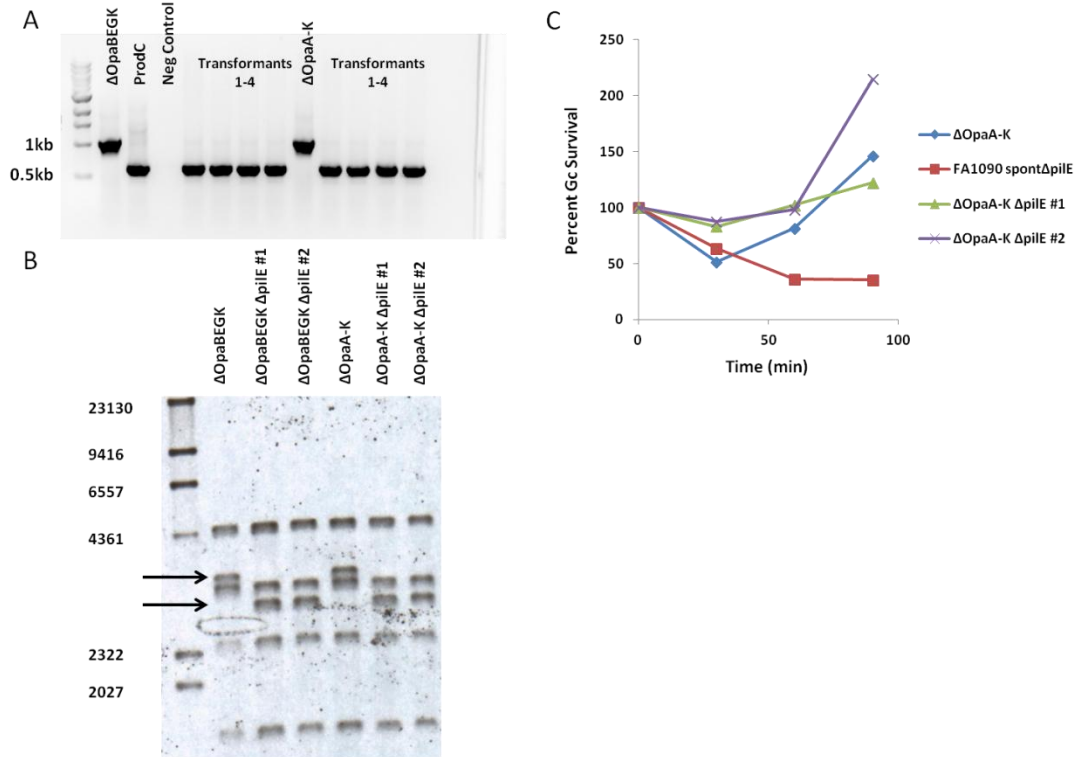 A
ΔOpaBEGK
ProdC
Neg Control
Transformants
1-4
ΔOpaA-K
Transformants
1-4
1kb
0.5kb
B
ΔOpaBEGK
ΔOpaBEGK ΔpilE #1
ΔOpaBEGK ΔpilE #2
ΔOpaA-K
ΔOpaA-K ΔpilE #1
ΔOpaA-K ΔpilE #2
23130
9416
6557
4361
2322
2027
C
Percent Gc Survival
250
200
150
100
50
0
0
50
100
Time (min)
ΔOpaA-K
FA1090 spontΔpilE
ΔOpaA-K ΔpilE #1
ΔOpaA-K ΔpilE #2